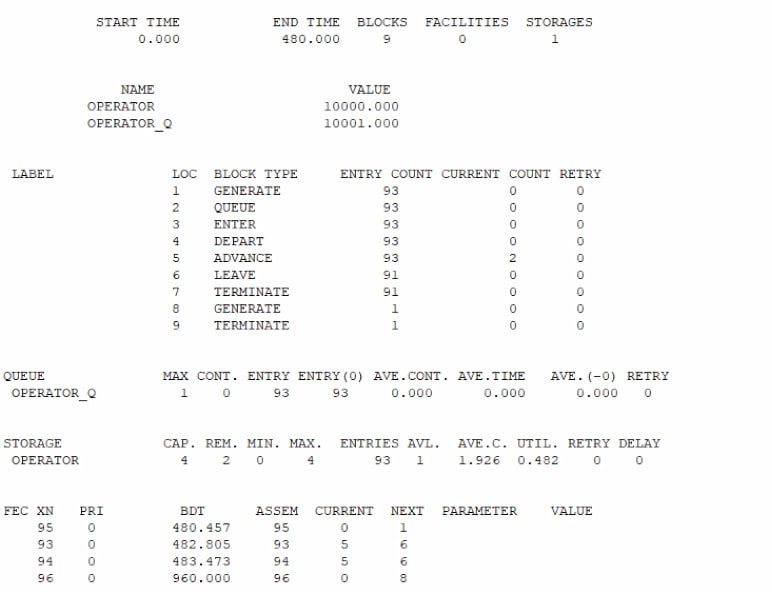 START TIME END TIME BLOCKS FACILITIES STORAGES
0.000 480.000 9 0 1
NAME VALUE
OPERATOR 10000.000
OPERATOR_Q 10001.000
LABEL LOC BLOCK TYPE ENTRY COUNT CURRENT COUNT RETRY
1 GENERATE 93 0 0
2 QUEUE 93 0 0
3 ENTER 93 0 0
4 DEPART 93 0 0
5 ADVANCE 93 2 0
6 LEAVE 91 0 0
7 TERMINATE 91 0 0
8 GENERATE 1 0 0
9 TERMINATE 1 0 0
QUEUE MAX CONT. ENTRY ENTRY(0) AVE.CONT. AVE.TIME AVE.(-0) RETRY
OPERATOR_Q 1 0 93 93 0.000 0.000 0.000 0
STORAGE CAP. REM. MIN. MAX. ENTRIES AVL. AVE.C. UTIL. RETRY DELAY
OPERATOR 4 2 0 4 93 1 1.926 0.482 0 0
FEC XN PRI BDT ASSEM CURRENT NEXT PARAMETER VALUE
95 0 480.457 95 0 1
93 0 482.805 93 5 6
94 0 483.473 94 5 6
96 0 960.000 96 0 8